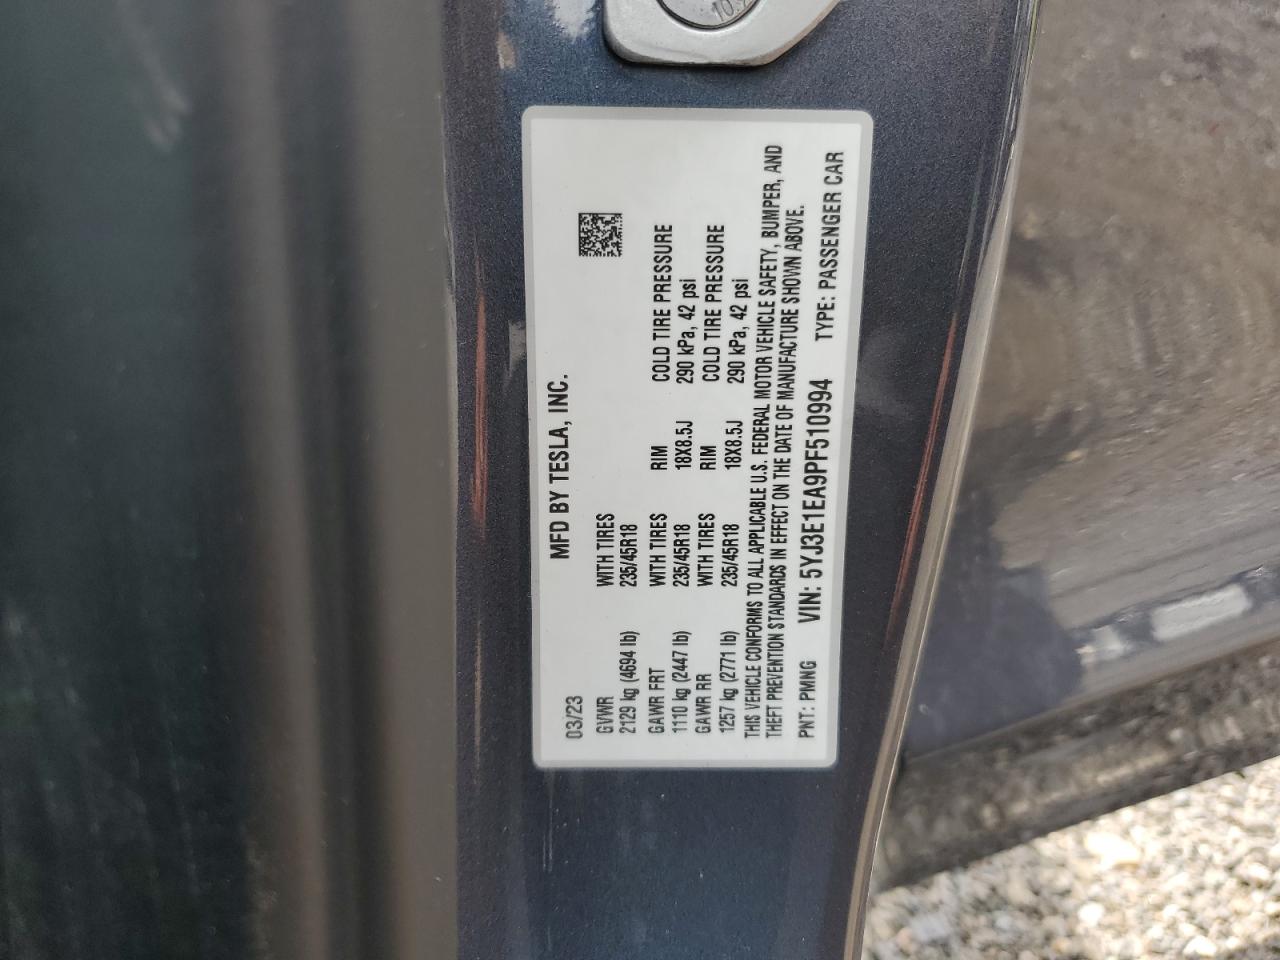 03/23 MFD BY TESLA, INC.
GVWR WITH TIRES
2129 kg (4694 lb) 235/45R18
GAWR FRT WITH TIRES RIM COLD TIRE PRESSURE
1110 kg (2447 lb) 235/45R18 18X8.5J 290 kPa, 42 psi
GAWR RR WITH TIRES RIM COLD TIRE PRESSURE
1257 kg (2771 lb) 235/45R18 18X8.5J 290 kPa, 42 psi
THIS VEHICLE CONFORMS TO ALL APPLICABLE U.S. FEDERAL MOTOR VEHICLE SAFETY, BUMPER, AND
THEFT PREVENTION STANDARDS IN EFFECT ON THE DATE OF MANUFACTURE SHOWN ABOVE.
PNT: PMNG VIN: 5YJ3E1EA9PF510994 TYPE: PASSENGER CAR